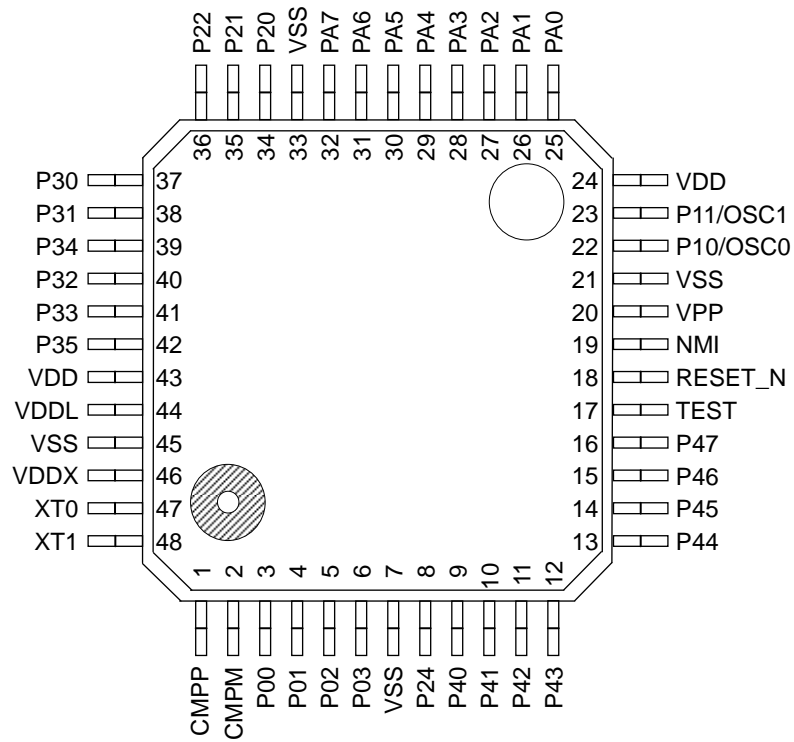 P22 P21 P20 VSS PA7 PA6 PA5 PA4 PA3 PA2 PA1 PA0
36 35 34 33 32 31 30 29 28 27 26 25
P30 37 24 VDD
P31 38 23 P11/OSC1
P34 39 22 P10/OSC0
P32 40 21 VSS
P33 41 20 VPP
P35 42 19 NMI
VDD 43 18 RESET_N
VDDL 44 17 TEST
VSS 45 16 P47
VDDX 46 15 P46
XT0 47 14 P45
XT1 48 13 P44
1 2 3 4 5 6 7 8 9 10 11 12
CMPP CMPM P00 P01 P02 P03 VSS P24 P40 P41 P42 P43